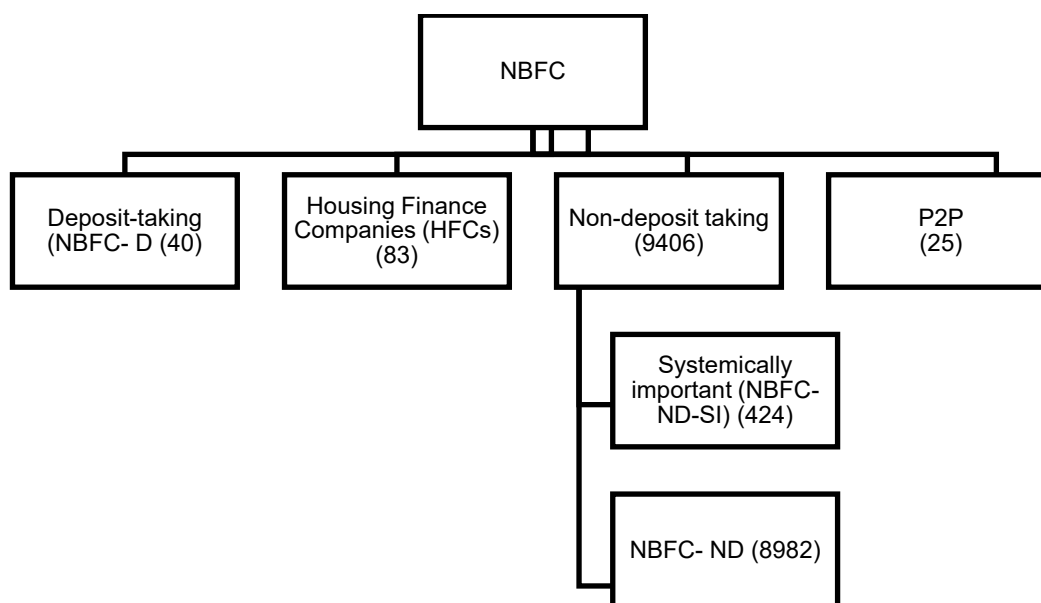 NBFC
Deposit-taking
(NBFC- D (40)
Housing Finance
Companies (HFCs)
(83)
Non-deposit taking
(9406)
P2P
(25)
Systemically
important (NBFC-
ND-SI) (424)
NBFC- ND (8982)